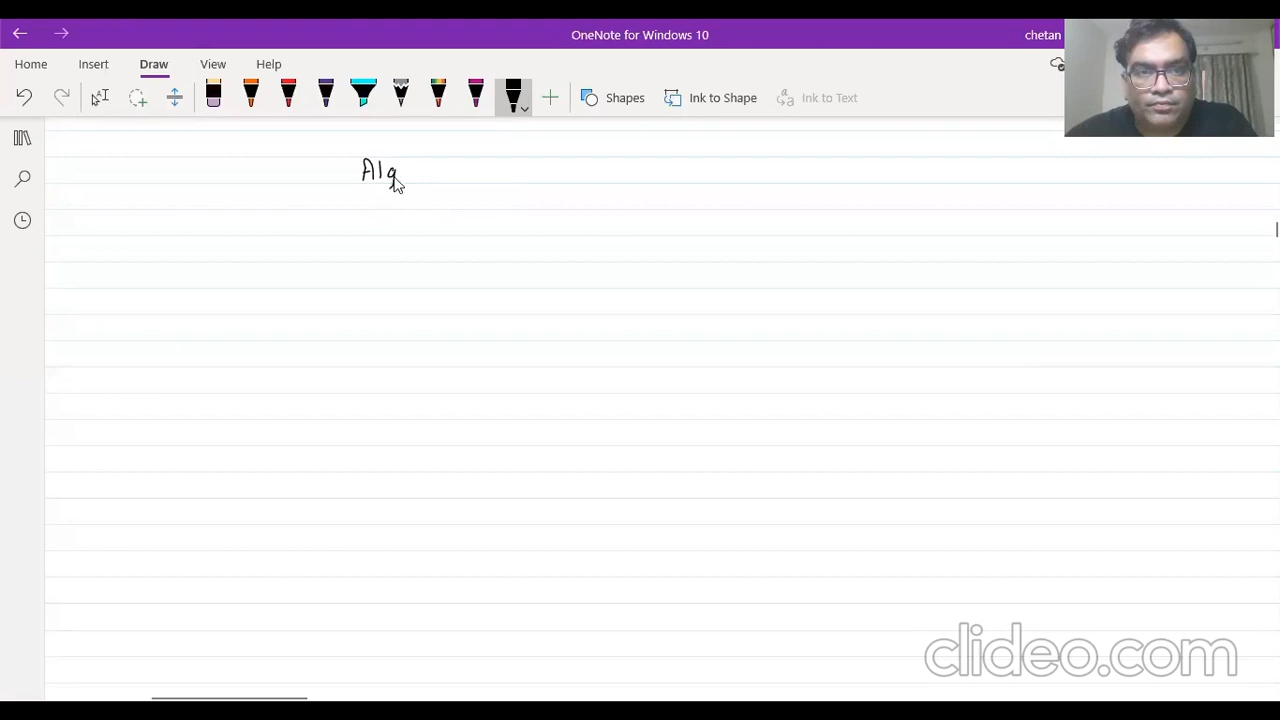 OneNote for Windows 10
chetan
Home Insert Draw View Help
Shapes Ink to Shape Ink to Text
Alg
clideo.com